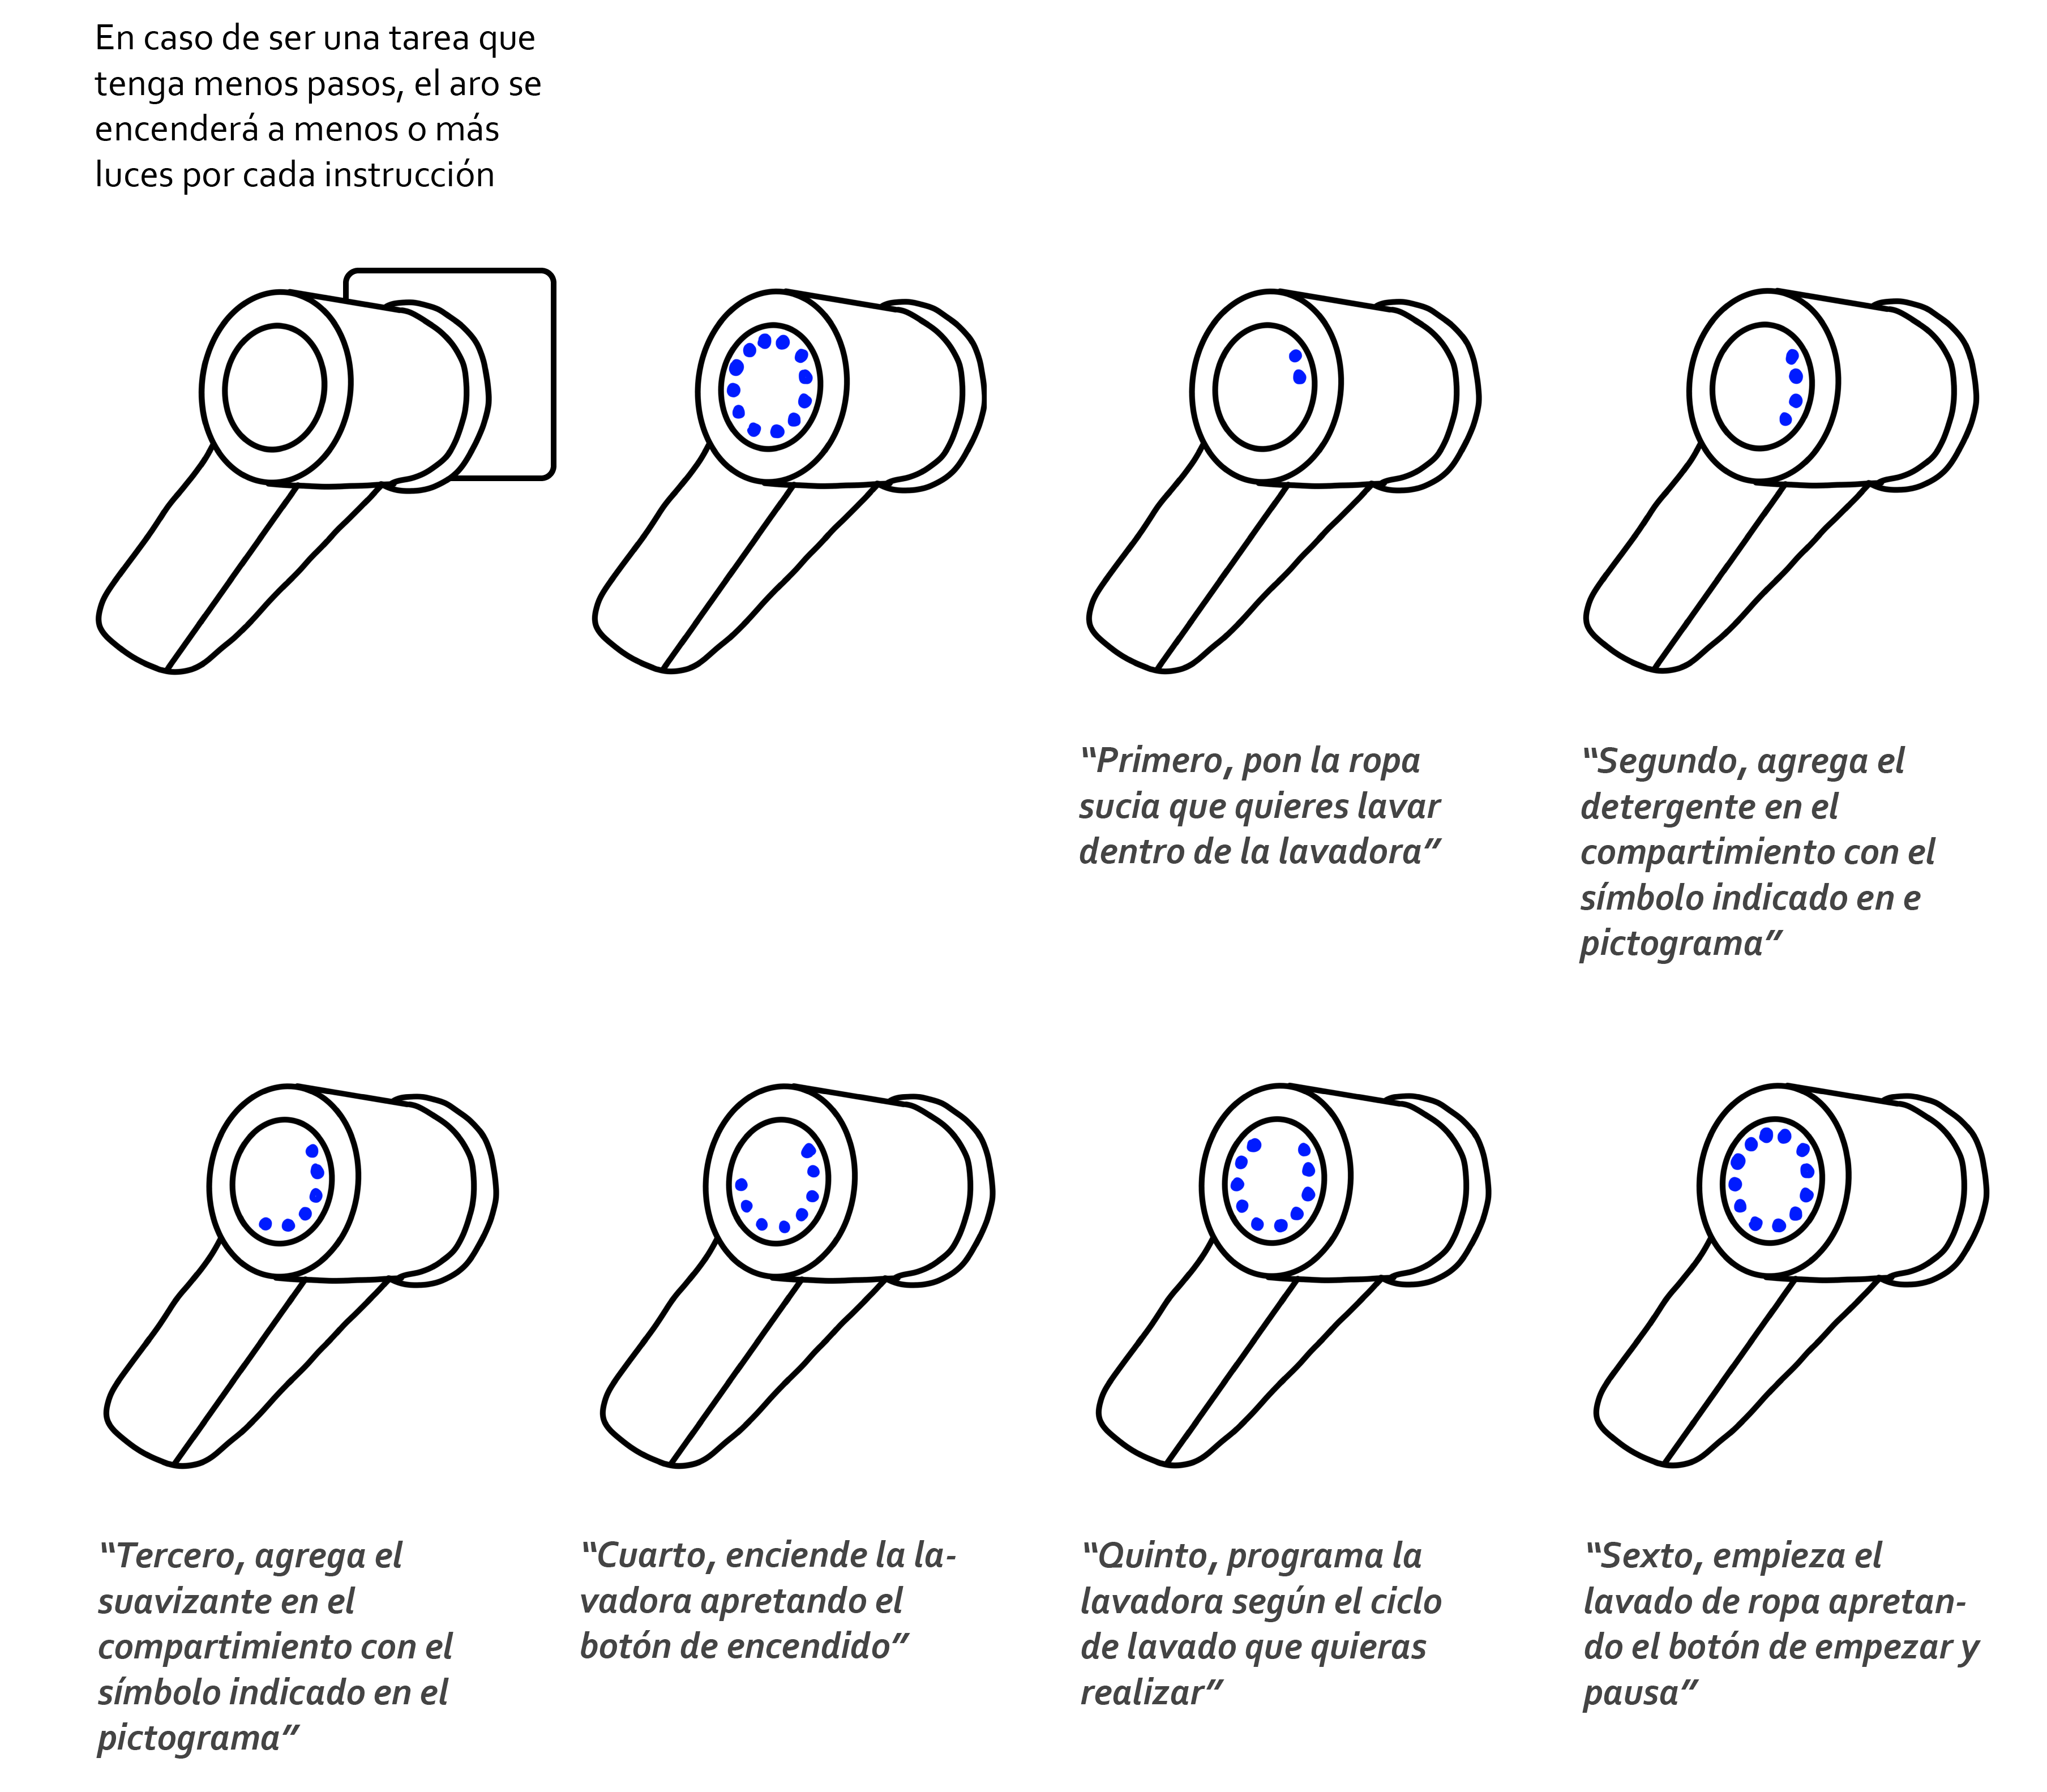 En caso de ser una tarea que
tenga menos pasos, el aro se
encenderá a menos o más
luces por cada instrucción
“Primero, pon la ropa
sucia que quieres lavar
dentro de la lavadora”
“Segundo, agrega el
detergente en el
compartimiento con el
símbolo indicado en e
pictograma”
“Tercero, agrega el
suavizante en el
compartimiento con el
símbolo indicado en el
pictograma”
“Cuarto, enciende la la-
vadora apretando el
botón de encendido”
“Quinto, programa la
lavadora según el ciclo
de lavado que quieras
realizar”
“Sexto, empieza el
lavado de ropa apretan-
do el botón de empezar y
pausa”